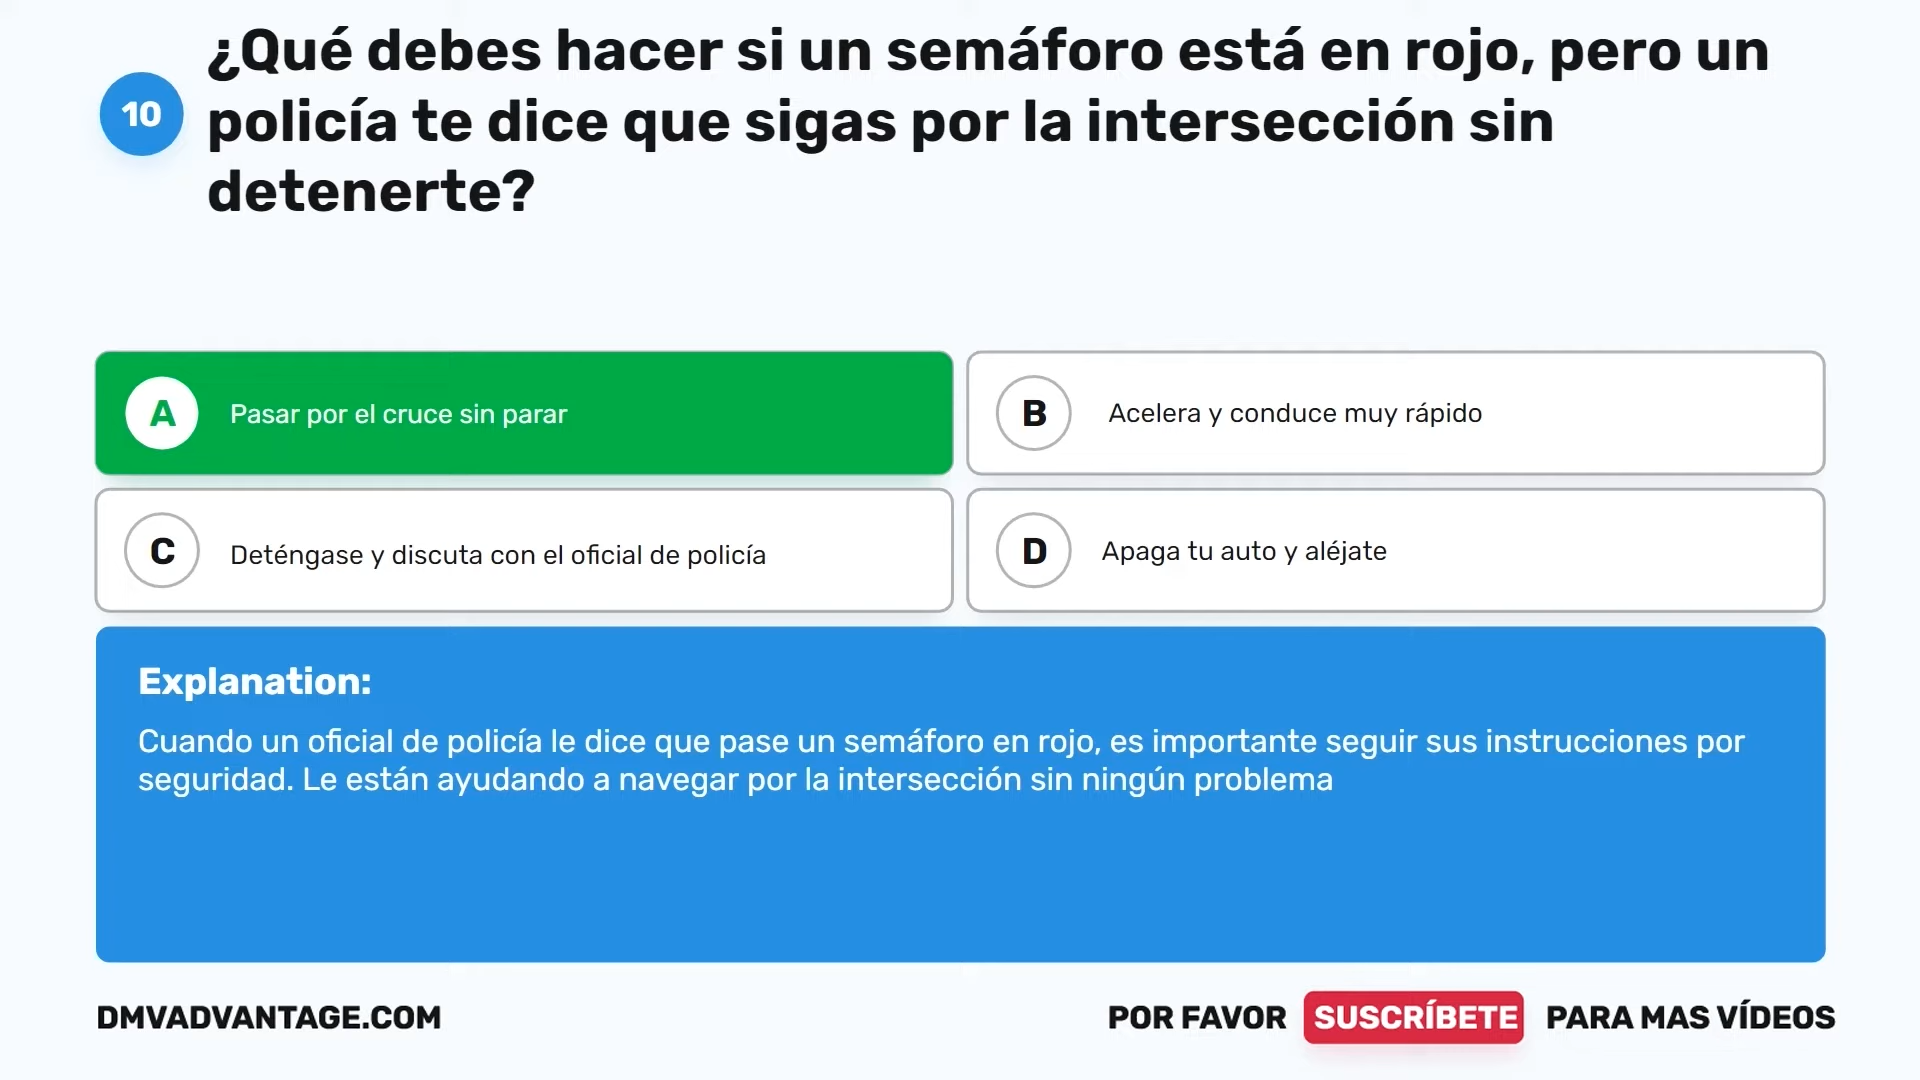 10
¿Qué debes hacer si un semáforo está en rojo, pero un
policía te dice que sigas por la intersección sin
detenerte?
A Pasar por el cruce sin parar
B Acelera y conduce muy rápido
C Deténgase y discuta con el oficial de policía
D Apaga tu auto y aléjate
Explanation:
Cuando un oficial de policía le dice que pase un semáforo en rojo, es importante seguir sus instrucciones por
seguridad. Le están ayudando a navegar por la intersección sin ningún problema
DMVADVANTAGE.COM
POR FAVOR SUSCRÍBETE PARA MAS VÍDEOS